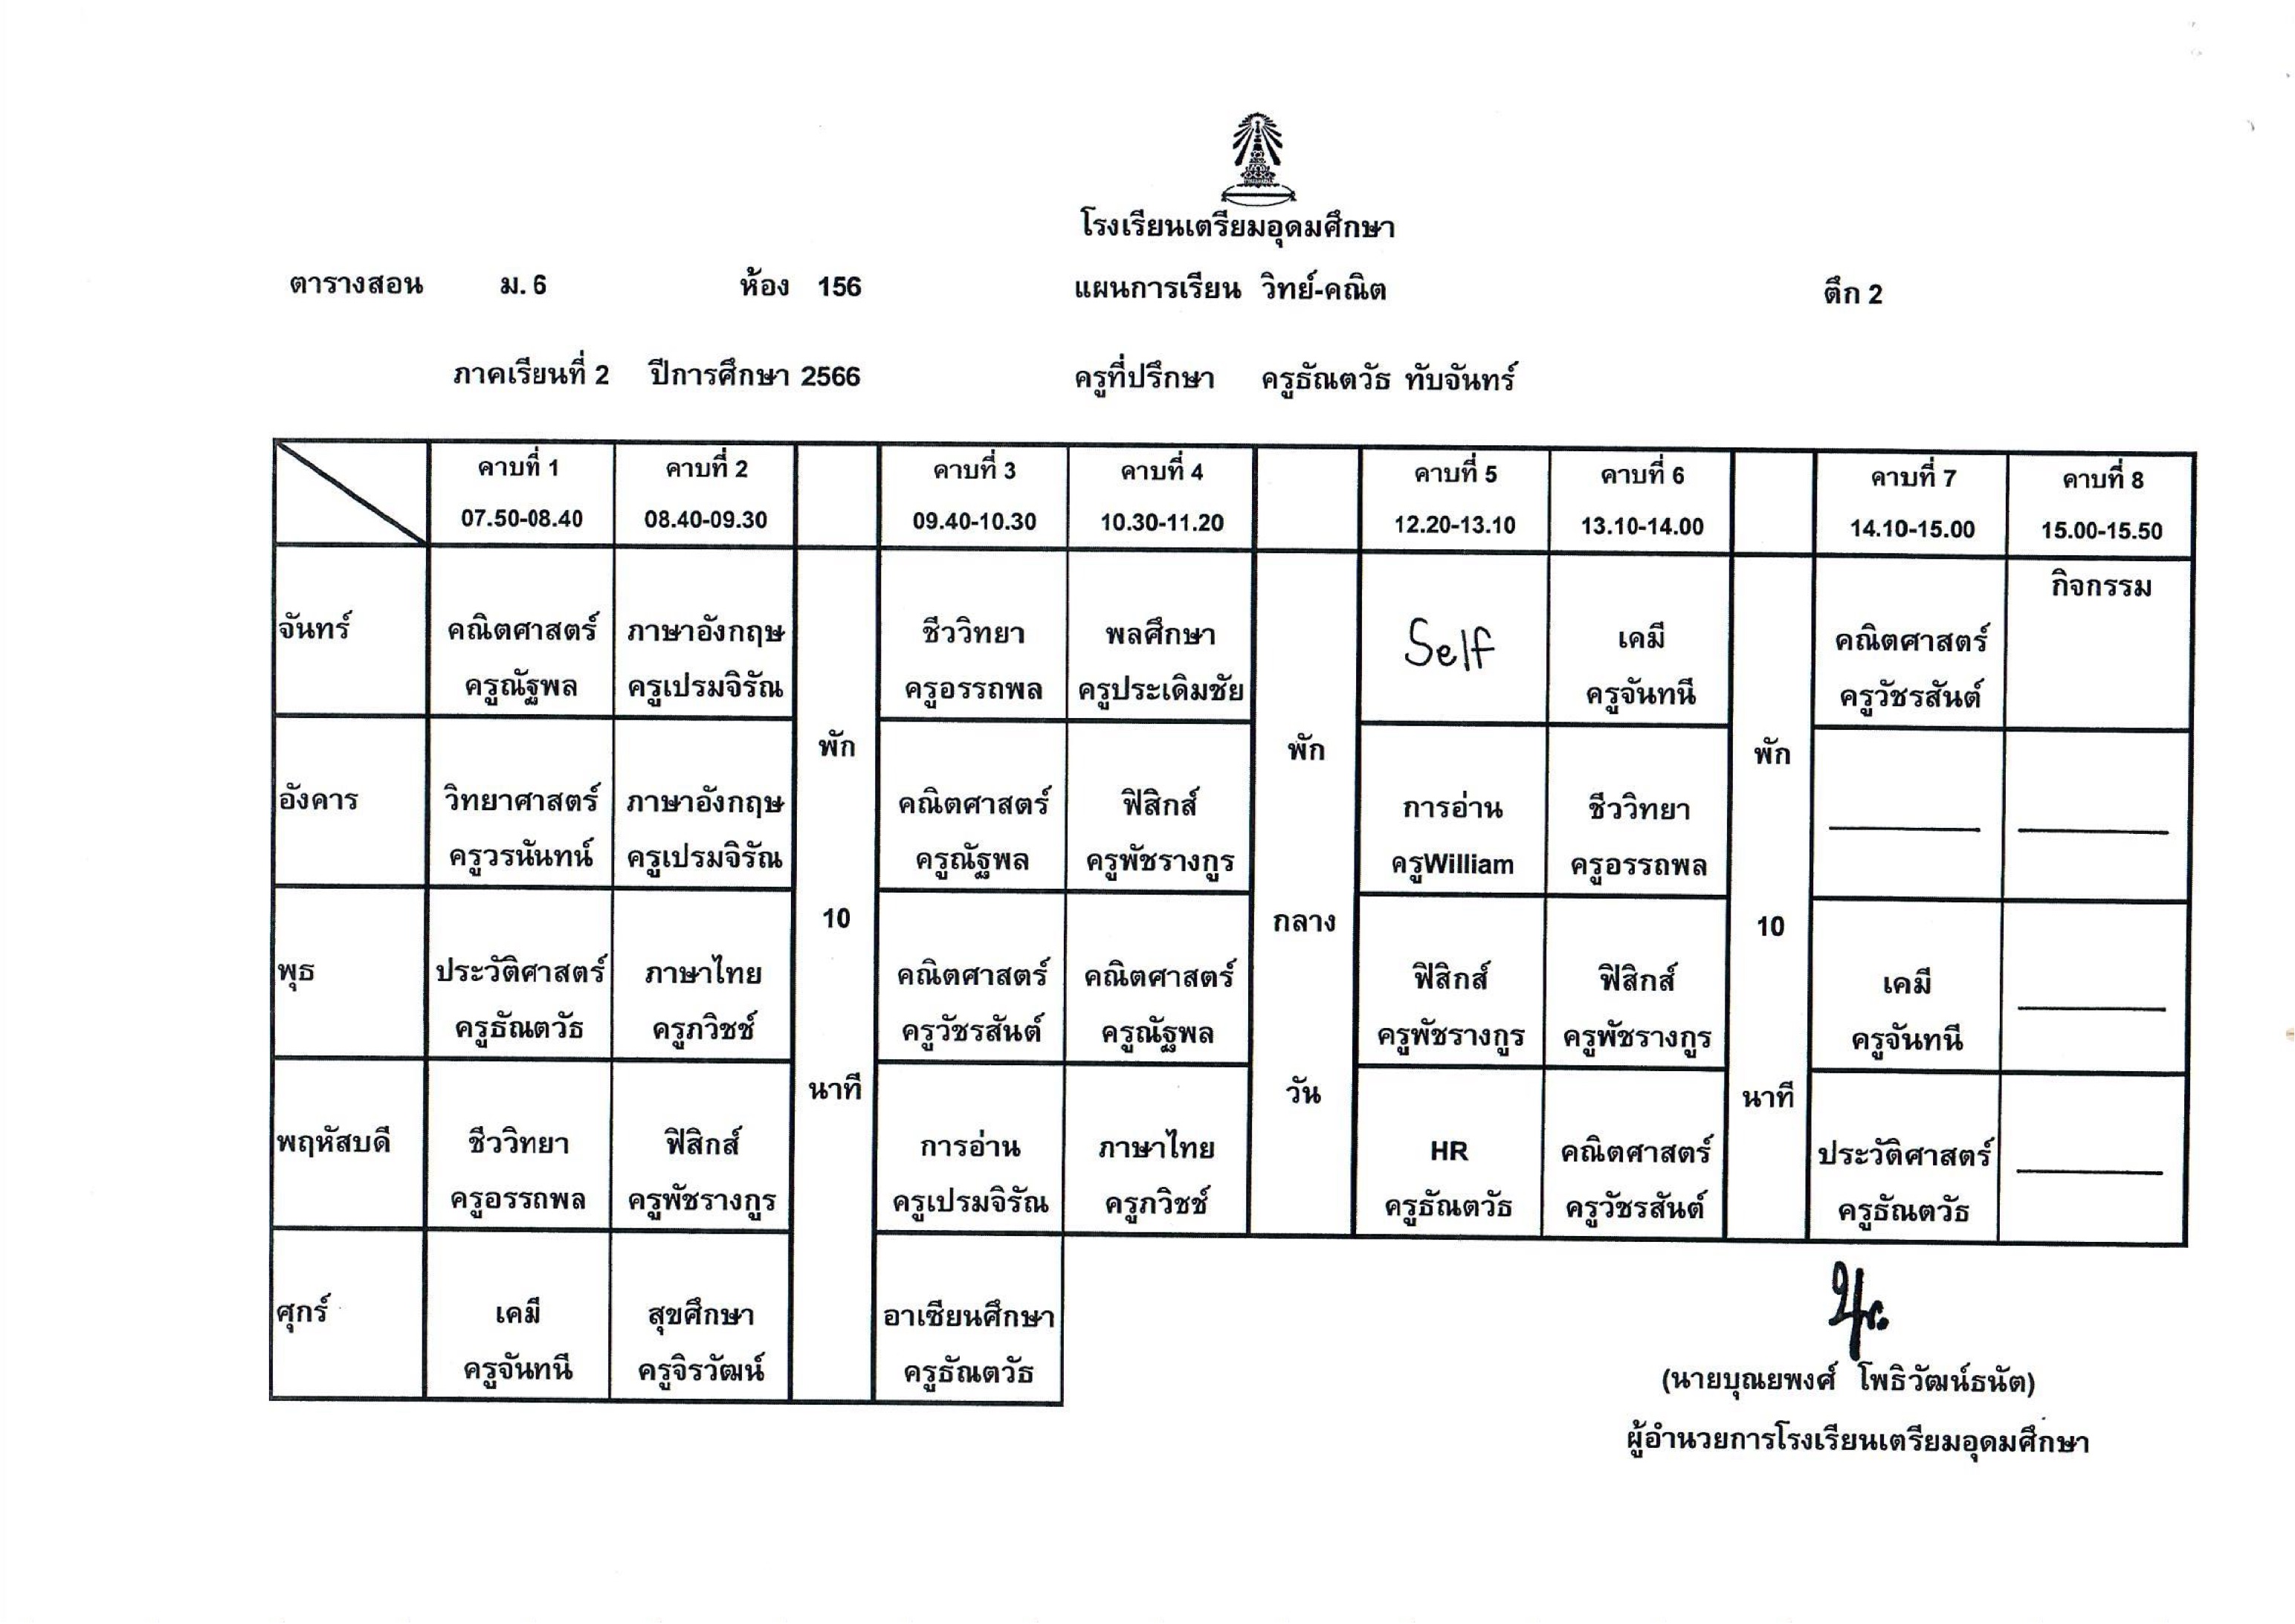 โรงเรียนเตรียมอุดมศึกษา
ตารางสอน ม. 6 ห้อง 156 แผนการเรียน วิทย์-คณิต ตึก 2
ภาคเรียนที่ 2 ปีการศึกษา 2566 ครูที่ปรึกษา ครูธัณตวัธ ทับจันทร์
คาบที่ 1 คาบที่ 2 คาบที่ 3 คาบที่ 4 คาบที่ 5 คาบที่ 6 คาบที่ 7 คาบที่ 8
07.50-08.40 08.40-09.30 09.40-10.30 10.30-11.20 12.20-13.10 13.10-14.00 14.10-15.00 15.00-15.50
กิจกรรม
จันทร์ คณิตศาสตร์ ภาษาอังกฤษ ชีววิทยา พลศึกษา Self เคมี คณิตศาสตร์
ครูณัฐพล ครูเปรมจิรัณ ครูอรรถพล ครูประเดิมชัย ครูจันทนี ครูวัชรสันต์
พัก พัก พัก
อังคาร วิทยาศาสตร์ ภาษาอังกฤษ คณิตศาสตร์ ฟิสิกส์ การอ่าน ชีววิทยา
ครูวรนันทน์ ครูเปรมจิรัณ ครูณัฐพล ครูพัชรางกูร ครูWilliam ครูอรรถพล
10 กลาง 10
พุธ ประวัติศาสตร์ ภาษาไทย คณิตศาสตร์ คณิตศาสตร์ ฟิสิกส์ ฟิสิกส์ เคมี
ครูธัณตวัธ ครูภวิชช์ ครูวัชรสันต์ ครูณัฐพล ครูพัชรางกูร ครูพัชรางกูร ครูจันทนี
นาที วัน นาที
พฤหัสบดี ชีววิทยา ฟิสิกส์ การอ่าน ภาษาไทย HR คณิตศาสตร์ ประวัติศาสตร์
ครูอรรถพล ครูพัชรางกูร ครูเปรมจิรัณ ครูภวิชช์ ครูธัณตวัธ ครูวัชรสันต์ ครูธัณตวัธ
ศุกร์ เคมี สุขศึกษา อาเซียนศึกษา
ครูจันทนี ครูจิรวัฒน์ ครูธัณตวัธ
(นายบุณยพงศ์ โพธิวัฒน์ธนัต)
ผู้อำนวยการโรงเรียนเตรียมอุดมศึกษา